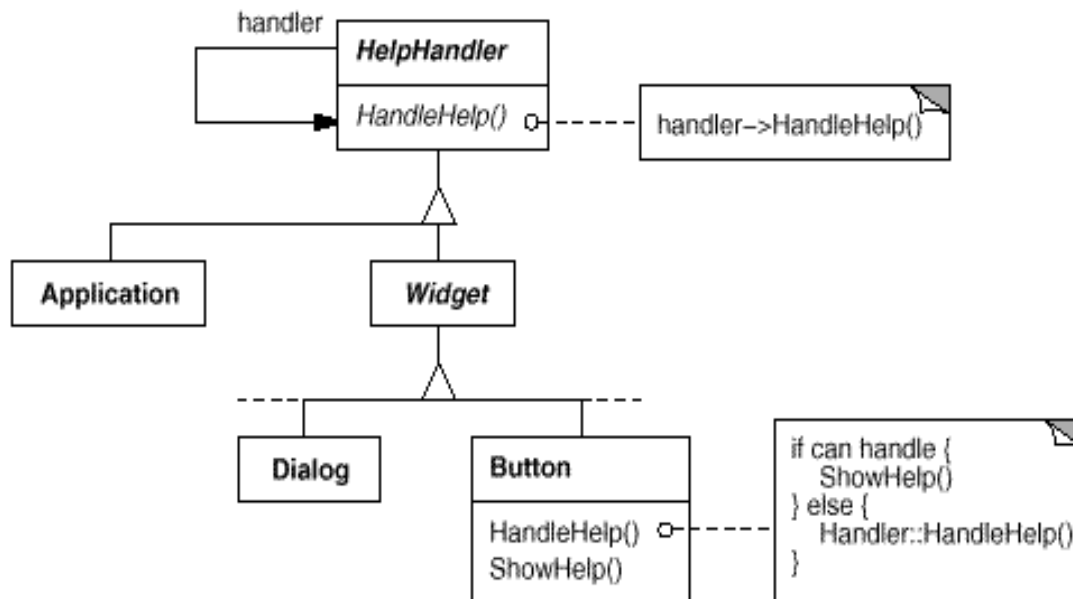 handler
HelpHandler
HandleHelp()
handler->HandleHelp()
Application
Widget
Dialog
Button
HandleHelp()
ShowHelp()
if can handle {
ShowHelp()
} else {
Handler::HandleHelp()
}